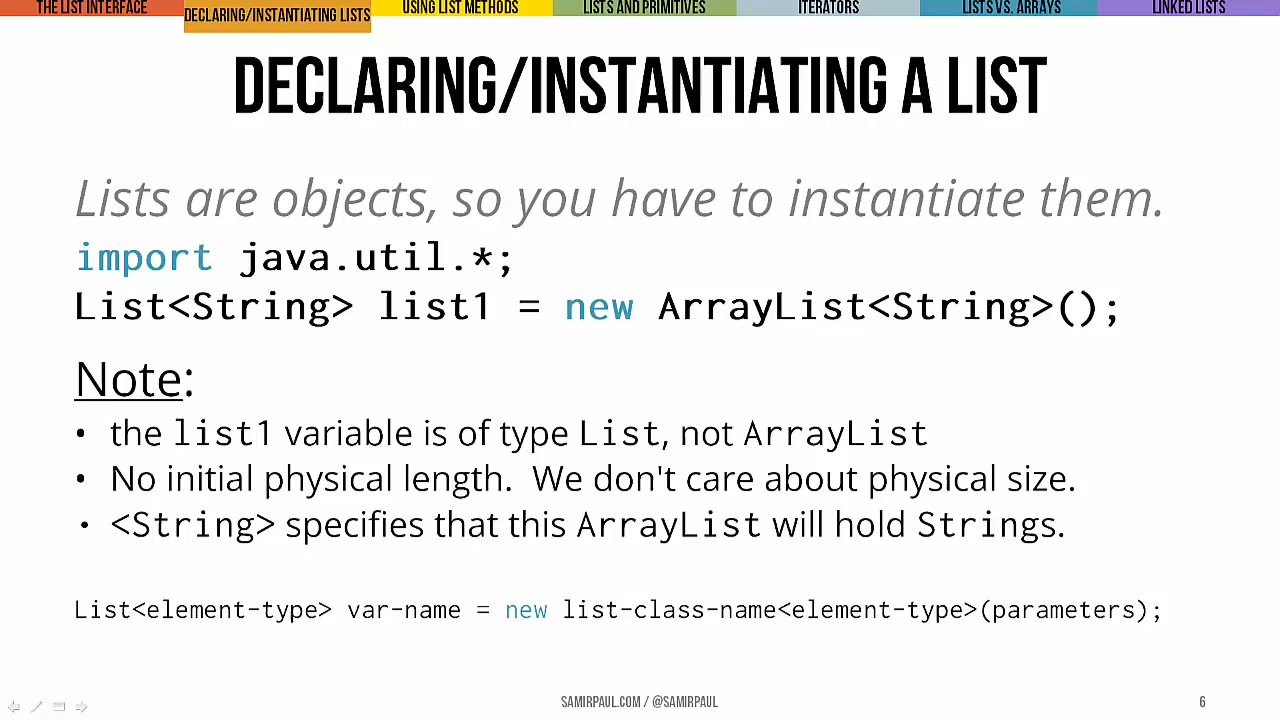 THE LIST INTERFACE
DECLARING/INSTANTIATING LISTS
USING LIST METHODS
LISTS AND PRIMITIVES
ITERATORS
LISTS VS. ARRAYS
LINKED LISTS
DECLARING/INSTANTIATING A LIST
Lists are objects, so you have to instantiate them.
import java.util.*;
List<String> list1 = new ArrayList<String>();
Note:
• the list1 variable is of type List, not ArrayList
• No initial physical length.  We don't care about physical size.
• <String> specifies that this ArrayList will hold Strings.
List<element-type> var-name = new list-class-name<element-type>(parameters);
SAMIRPAUL.COM / @SAMIRPAUL
6